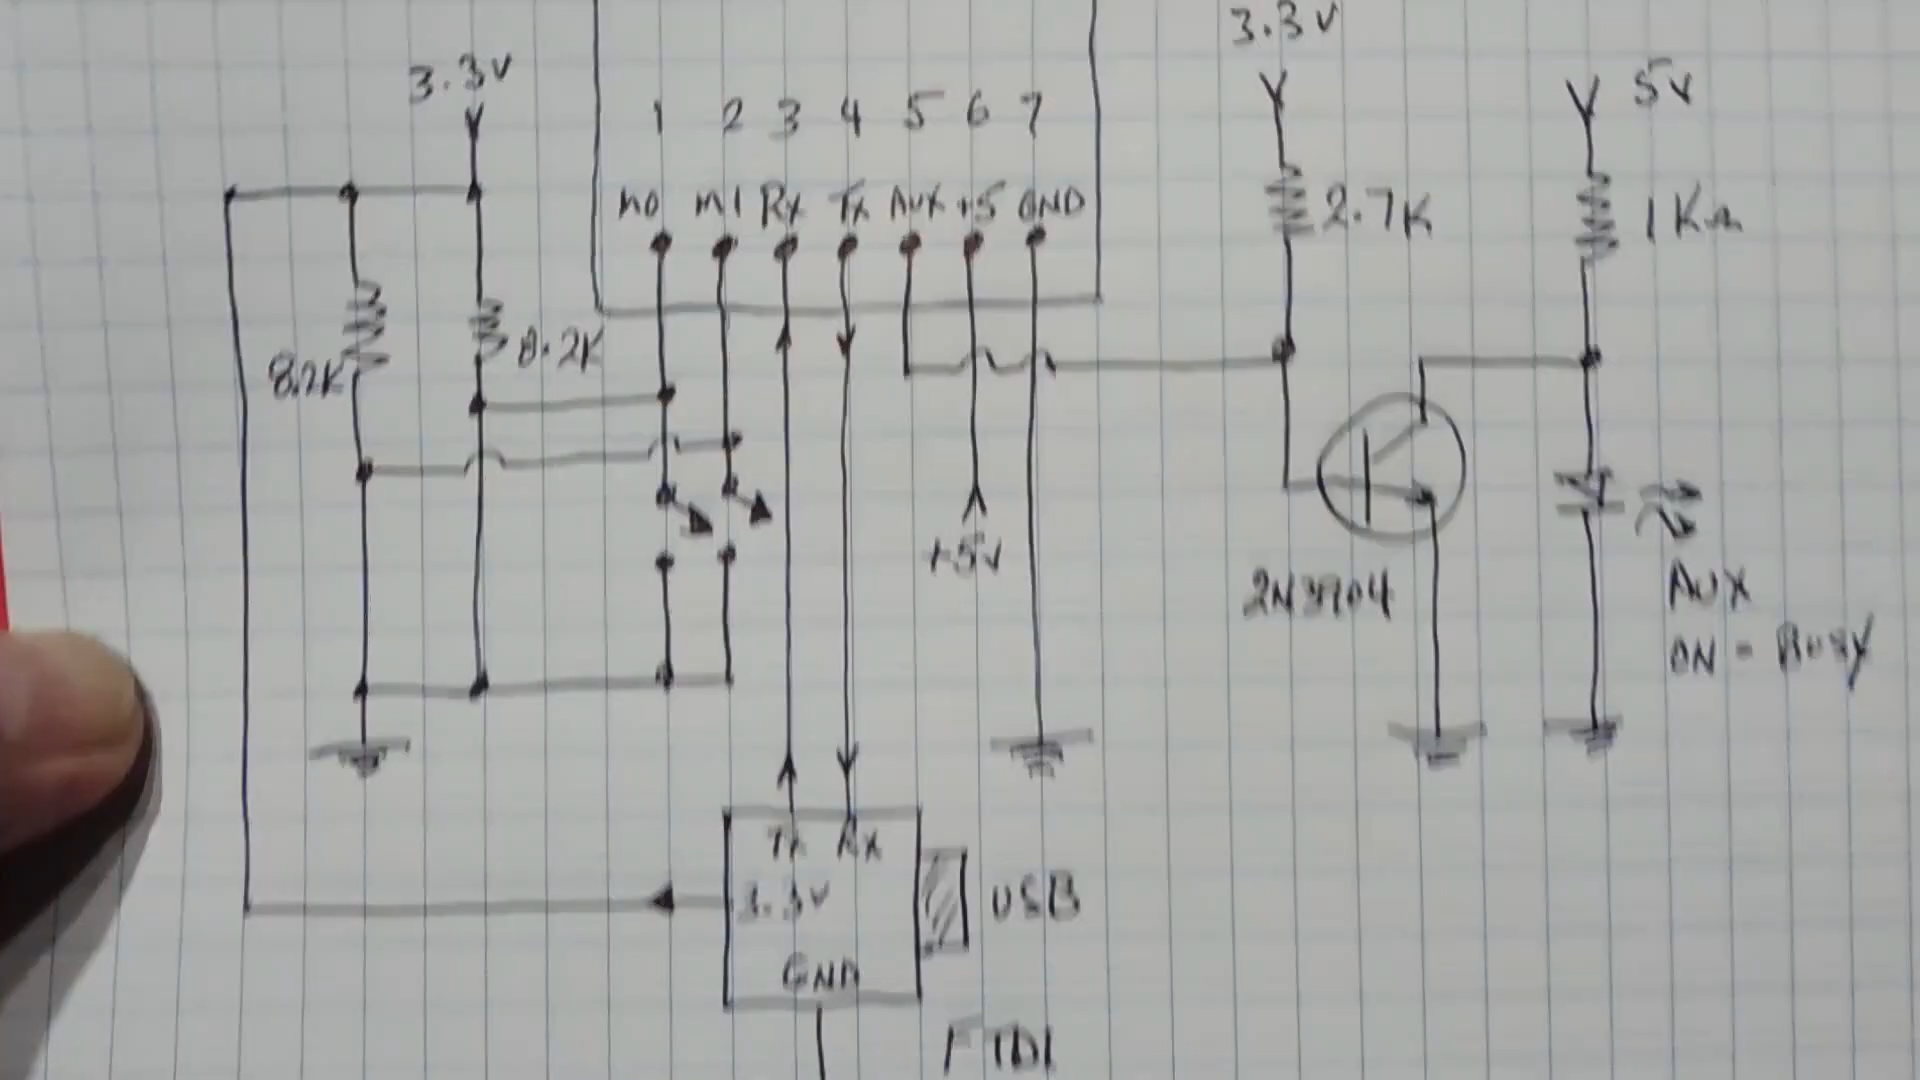 3.3v
3.3v
5v
1 2 3 4 5 6 7
M0 M1 Rx Tx AUX +5 GND
2.7K
1K
8.2K
8.2K
+5v
2N3904
AUX
ON - Busy
Tx Rx
3.3v
USB
GND
FTDI